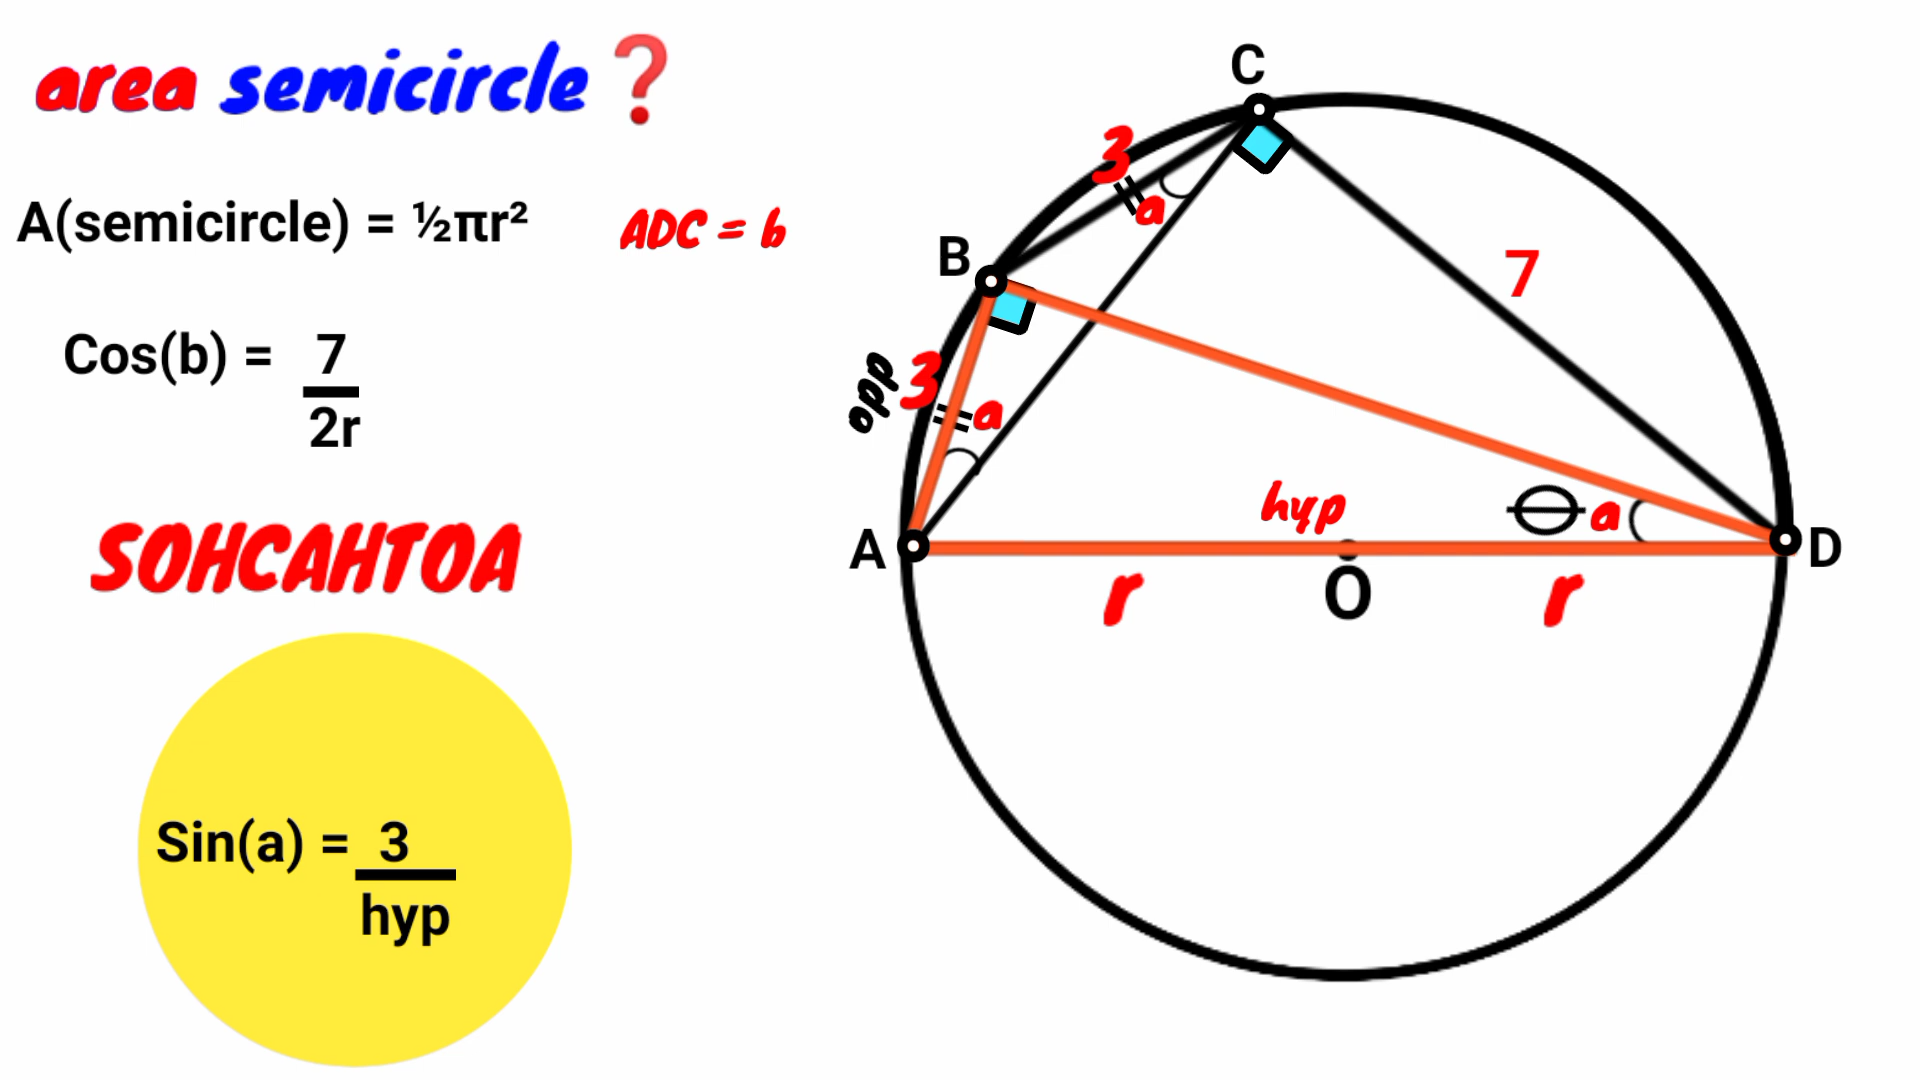 area semicircle❓
A(semicircle) = ½πr²
ADC = b
Cos(b) = 7
2r
SOHCAHTOA
Sin(a) = 3
hyp
C
3
a
7
B
opp
3
a
hyp
Θ a
A
D
r
O
r